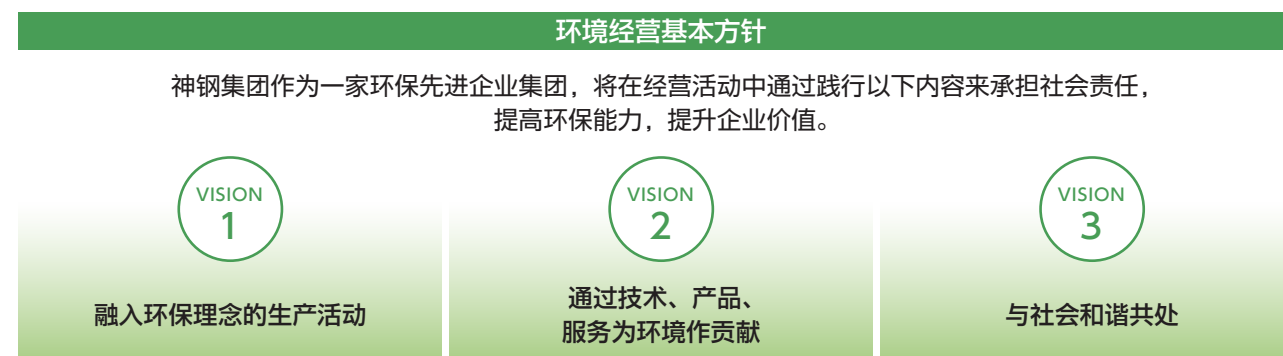 环境经营基本方针
神钢集团作为一家环保先进企业集团，将在经营活动中通过践行以下内容来承担社会责任，
提高环保能力，提升企业价值。
VISION
1
融入环保理念的生产活动
VISION
2
通过技术、产品、
服务为环境作贡献
VISION
3
与社会和谐共处